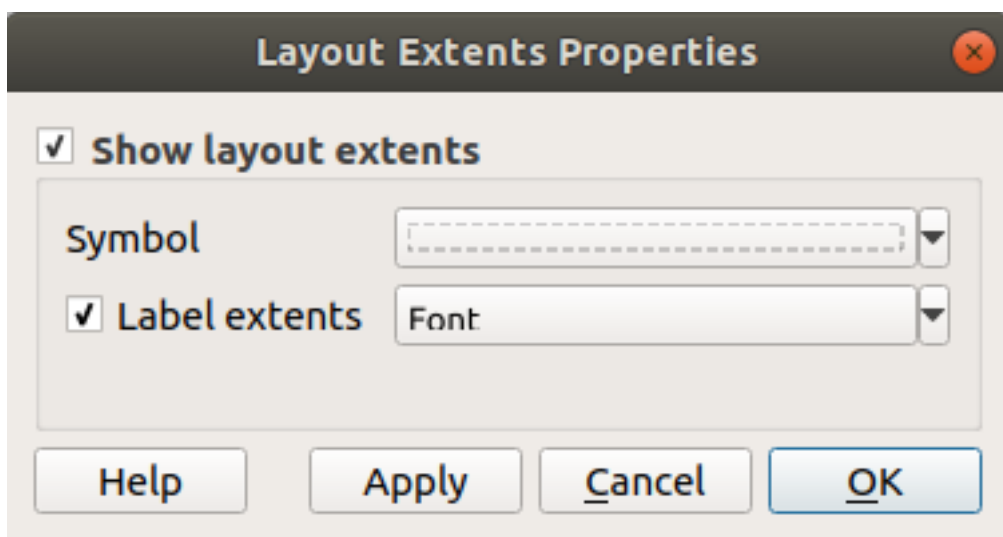 Layout Extents Properties
Show layout extents
Symbol
Label extents Font
Help Apply Cancel OK